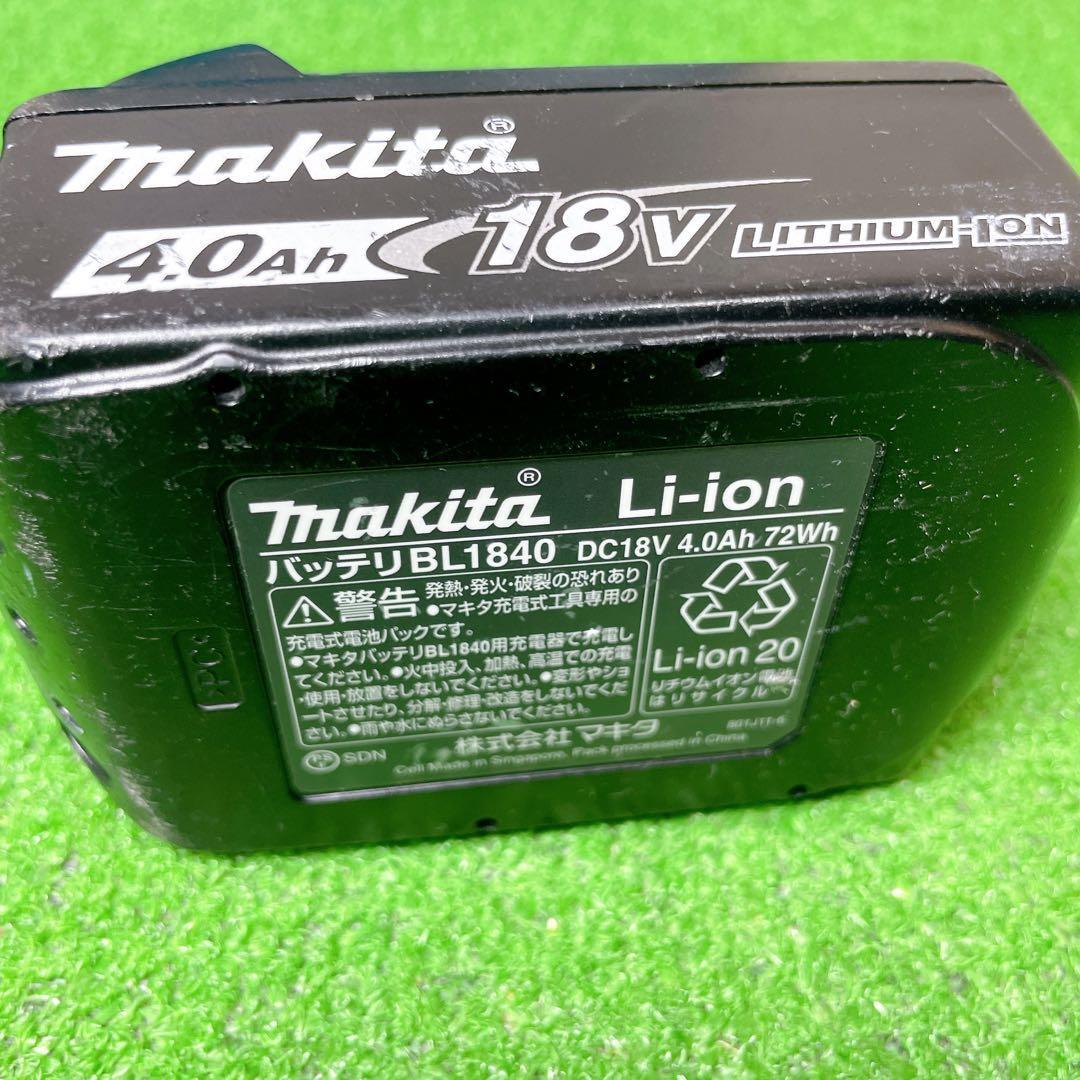 makita®
4.0Ah 18V LITHIUM-ION
makita® Li-ion
バッテリBL1840 DC18V 4.0Ah 72Wh
警告 発熱・発火・破裂の恐れあり
●マキタ充電式工具専用の
充電式電池パックです。
●マキタバッテリBL1840用充電器で充電し
てください。●火中投入、加熱、高温での充電
・使用・放置をしないでください。●変形やショ
ートさせたり、分解・修理・改造をしないでくだ
さい。●雨や水にぬらさないでください。
Li-ion 20
リチウムイオン電池
はリサイクルへ
株式会社マキタ
PS E SDN
Cell Made in Singapore, Pack processed in China
>PC<